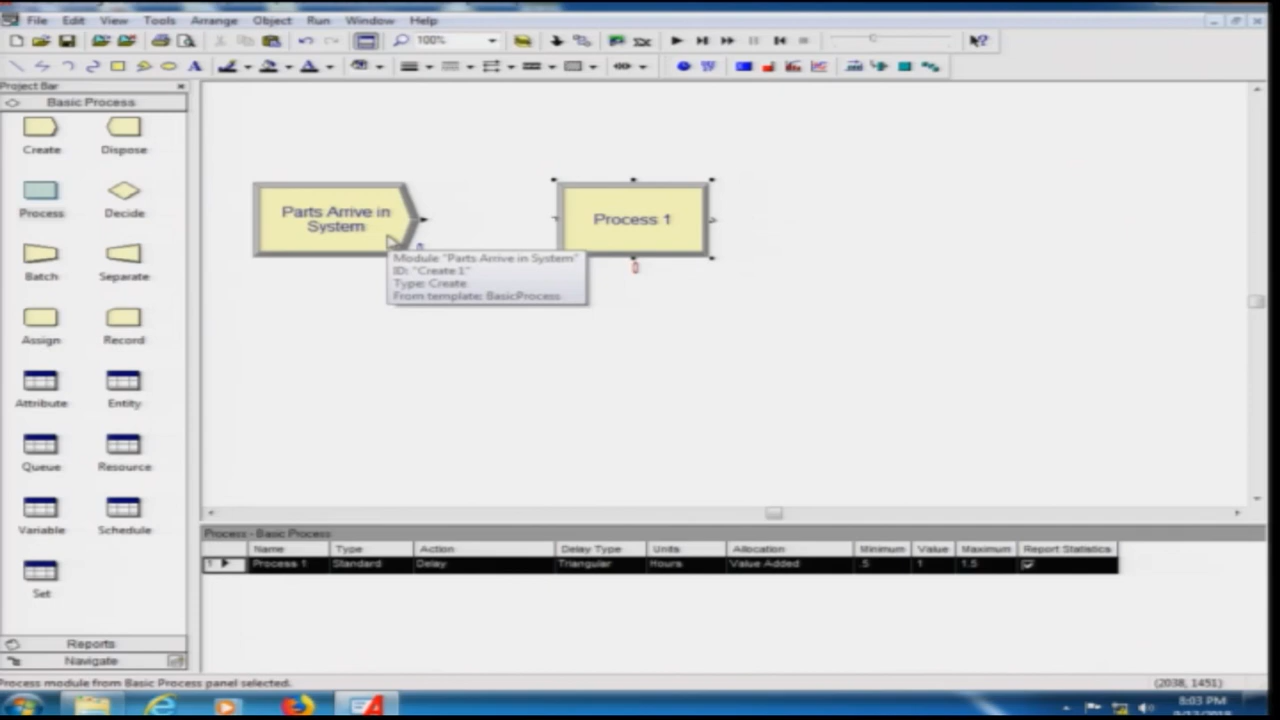 File Edit View Tools Arrange Object Run Window Help
100%
Project Bar
Basic Process
Create Dispose
Process Decide
Batch Separate
Assign Record
Attribute Entity
Queue Resource
Variable Schedule
Set
Reports
Navigate
Parts Arrive in
System
Process 1
0
0
Module "Parts Arrive in System"
ID: "Create 1"
Type: Create
From template: BasicProcess
Process - Basic Process
Name Type Action Delay Type Units Allocation Minimum Value Maximum Report Statistics
1 Process 1 Standard Delay Triangular Hours Value Added .5 1 1.5
Process module from Basic Process panel selected.
(2038, 1451)
8:03 PM